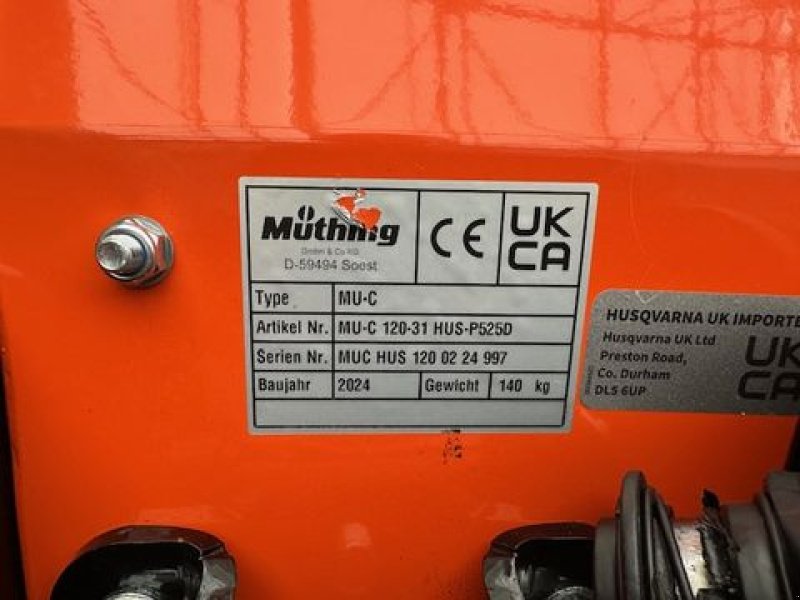 Müthing
GmbH & Co KG
D-59494 Soest
CE
UK
CA
Type MU-C
Artikel Nr. MU-C 120-31 HUS-P525D
Serien Nr. MUC HUS 120 02 24 997
Baujahr 2024 Gewicht 140 kg
HUSQVARNA UK IMPORTE
Husqvarna UK Ltd
Preston Road,
Co. Durham
DL5 6UP
UK
CA